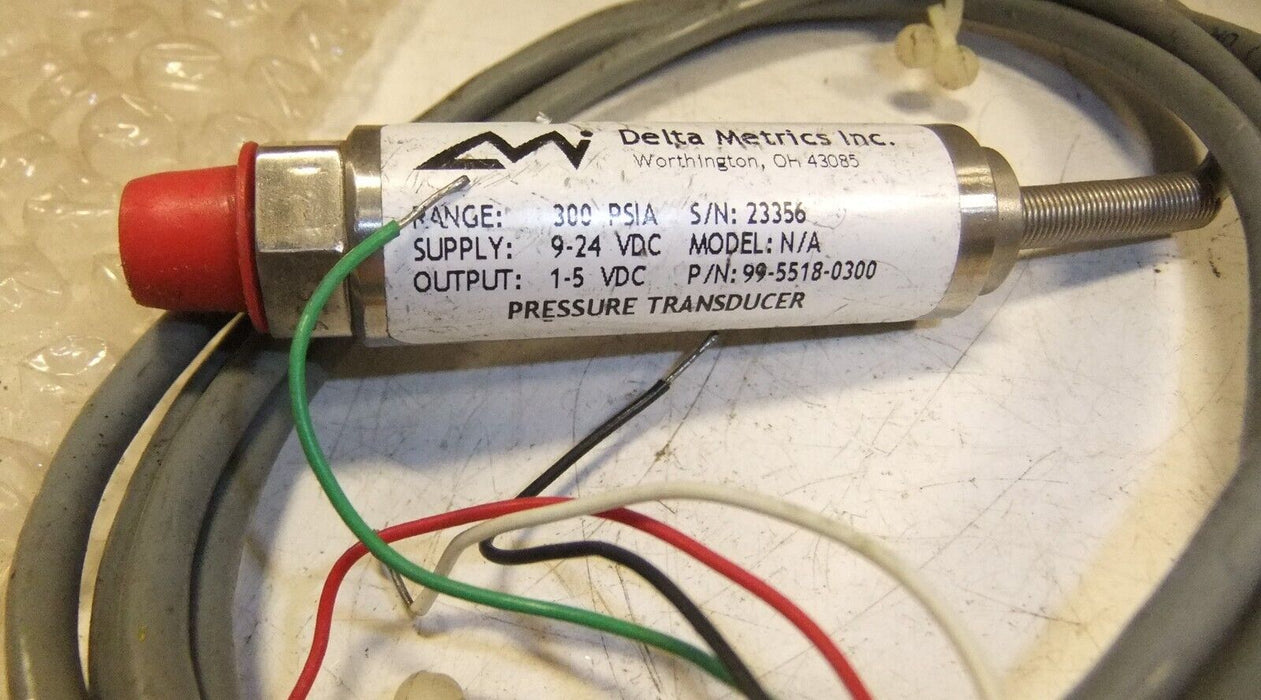 Delta Metrics Inc.
Worthington, OH 43085
RANGE: 300 PSIA S/N: 23356
SUPPLY: 9-24 VDC MODEL: N/A
OUTPUT: 1-5 VDC P/N: 99-5518-0300
PRESSURE TRANSDUCER